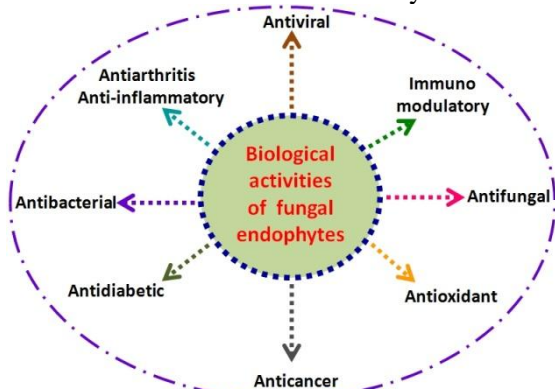 Antiviral
Antiarthritis
Anti-inflammatory
Immuno
modulatory
Biological
activities
of fungal
endophytes
Antibacterial
Antifungal
Antidiabetic
Antioxidant
Anticancer